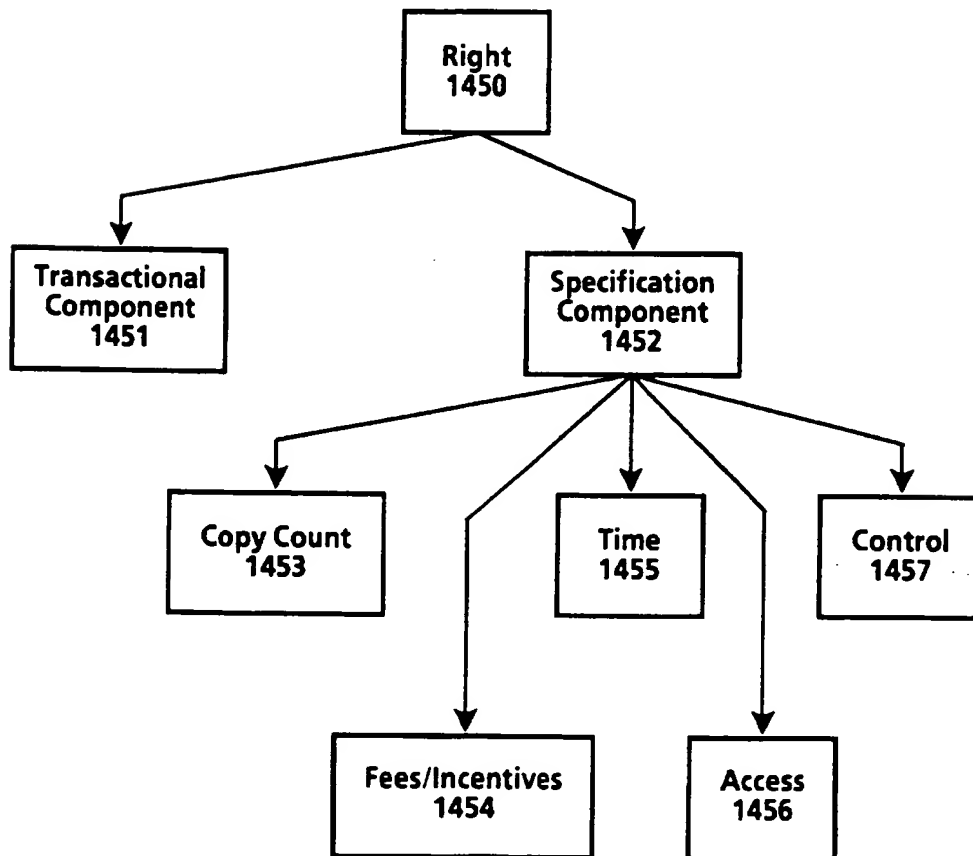 Right
1450
Transactional
Component
1451
Specification
Component
1452
Copy Count
1453
Time
1455
Control
1457
Fees/Incentives
1454
Access
1456